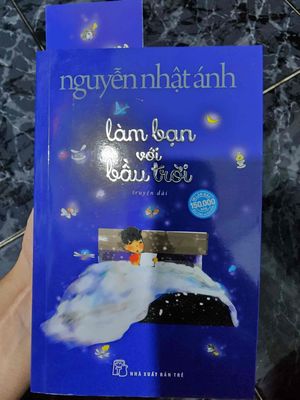 nguyễn nhật ánh
làm bạn
với
bầu trời
truyện dài
150.000
NHÀ XUẤT BẢN TRẺ